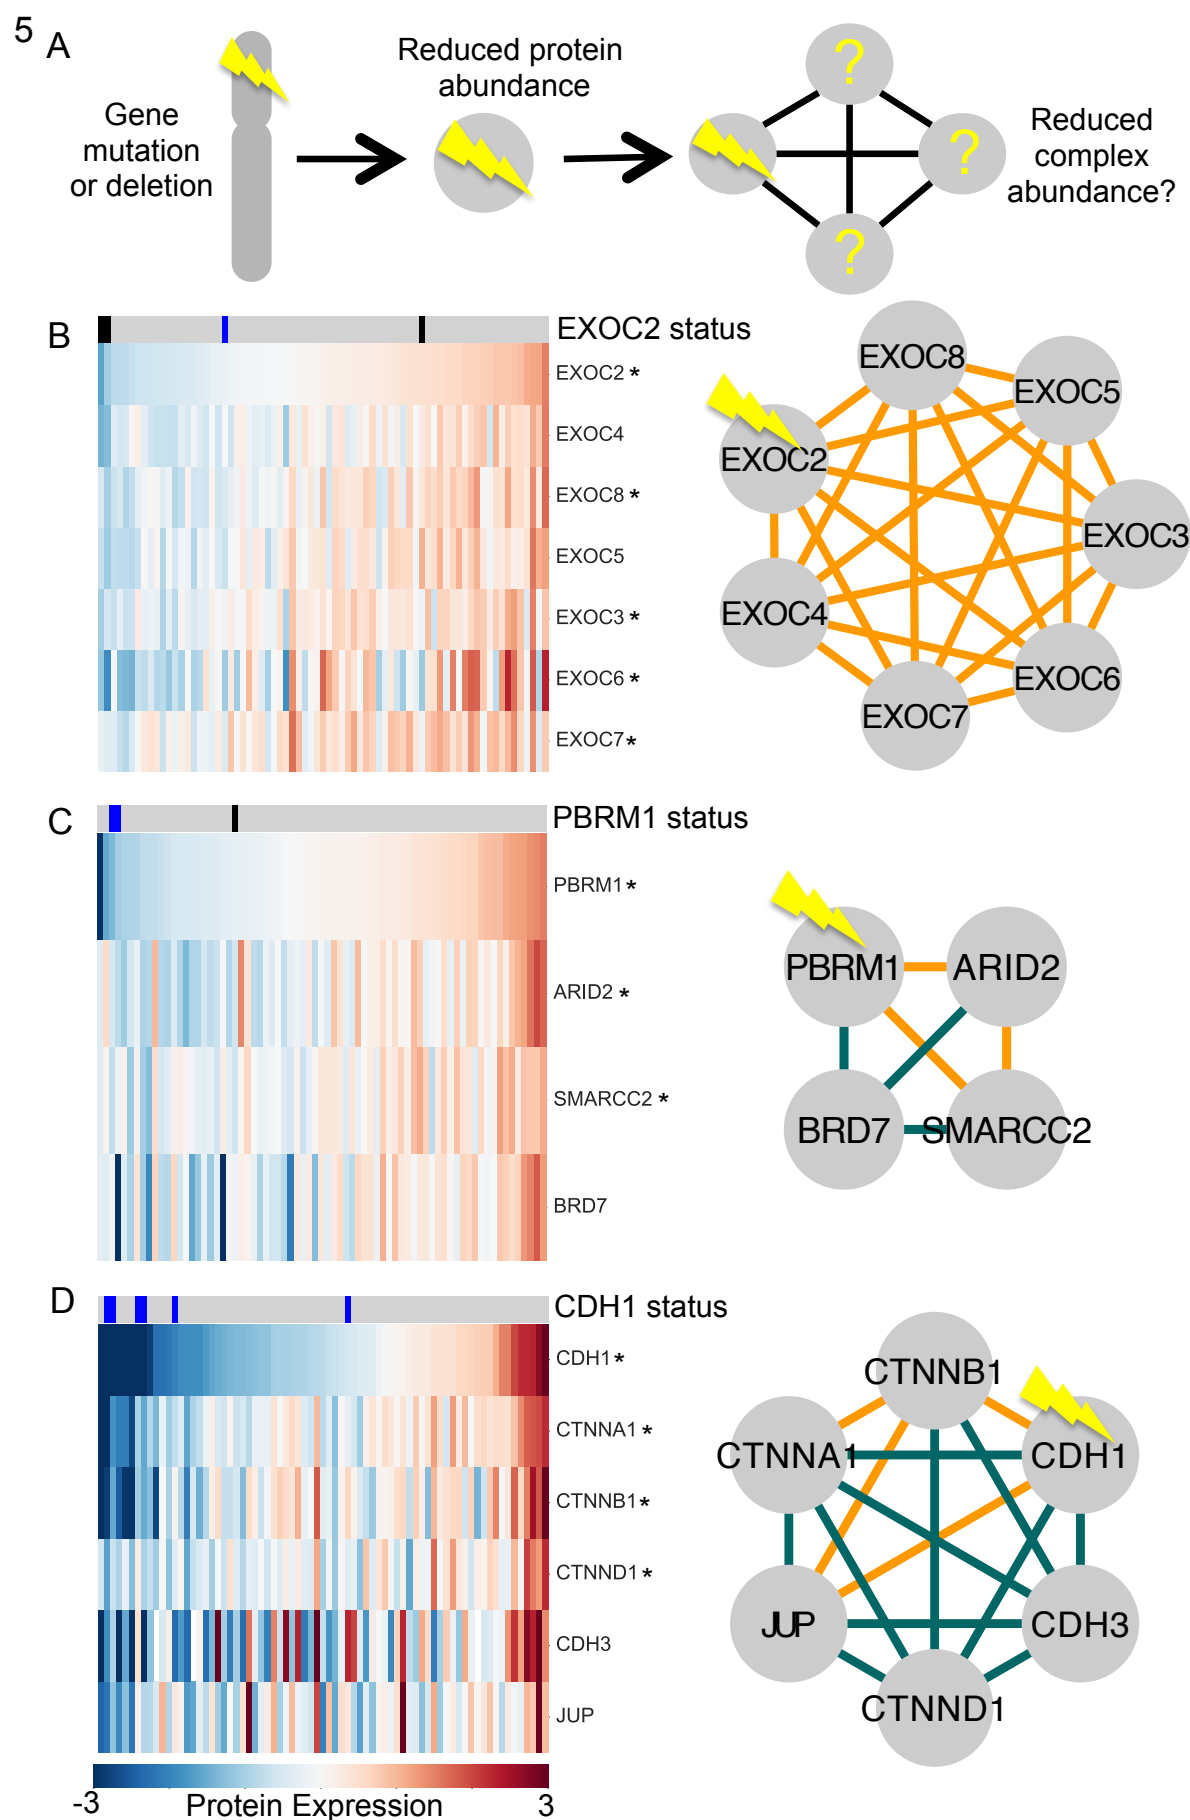 5
A
Gene
mutation
or deletion
Reduced protein
abundance
?
?
?
Reduced
complex
abundance?
B
EXOC2 status
EXOC2 *
EXOC4
EXOC8 *
EXOC5
EXOC3 *
EXOC6 *
EXOC7 *
EXOC8
EXOC5
EXOC2
EXOC3
EXOC4
EXOC6
EXOC7
C
PBRM1 status
PBRM1 *
ARID2 *
SMARCC2 *
BRD7
PBRM1
ARID2
BRD7
SMARCC2
D
CDH1 status
CDH1 *
CTNNA1 *
CTNNB1 *
CTNND1 *
CDH3
JUP
CTNNB1
CTNNA1
CDH1
JUP
CDH3
CTNND1
-3
Protein Expression
3